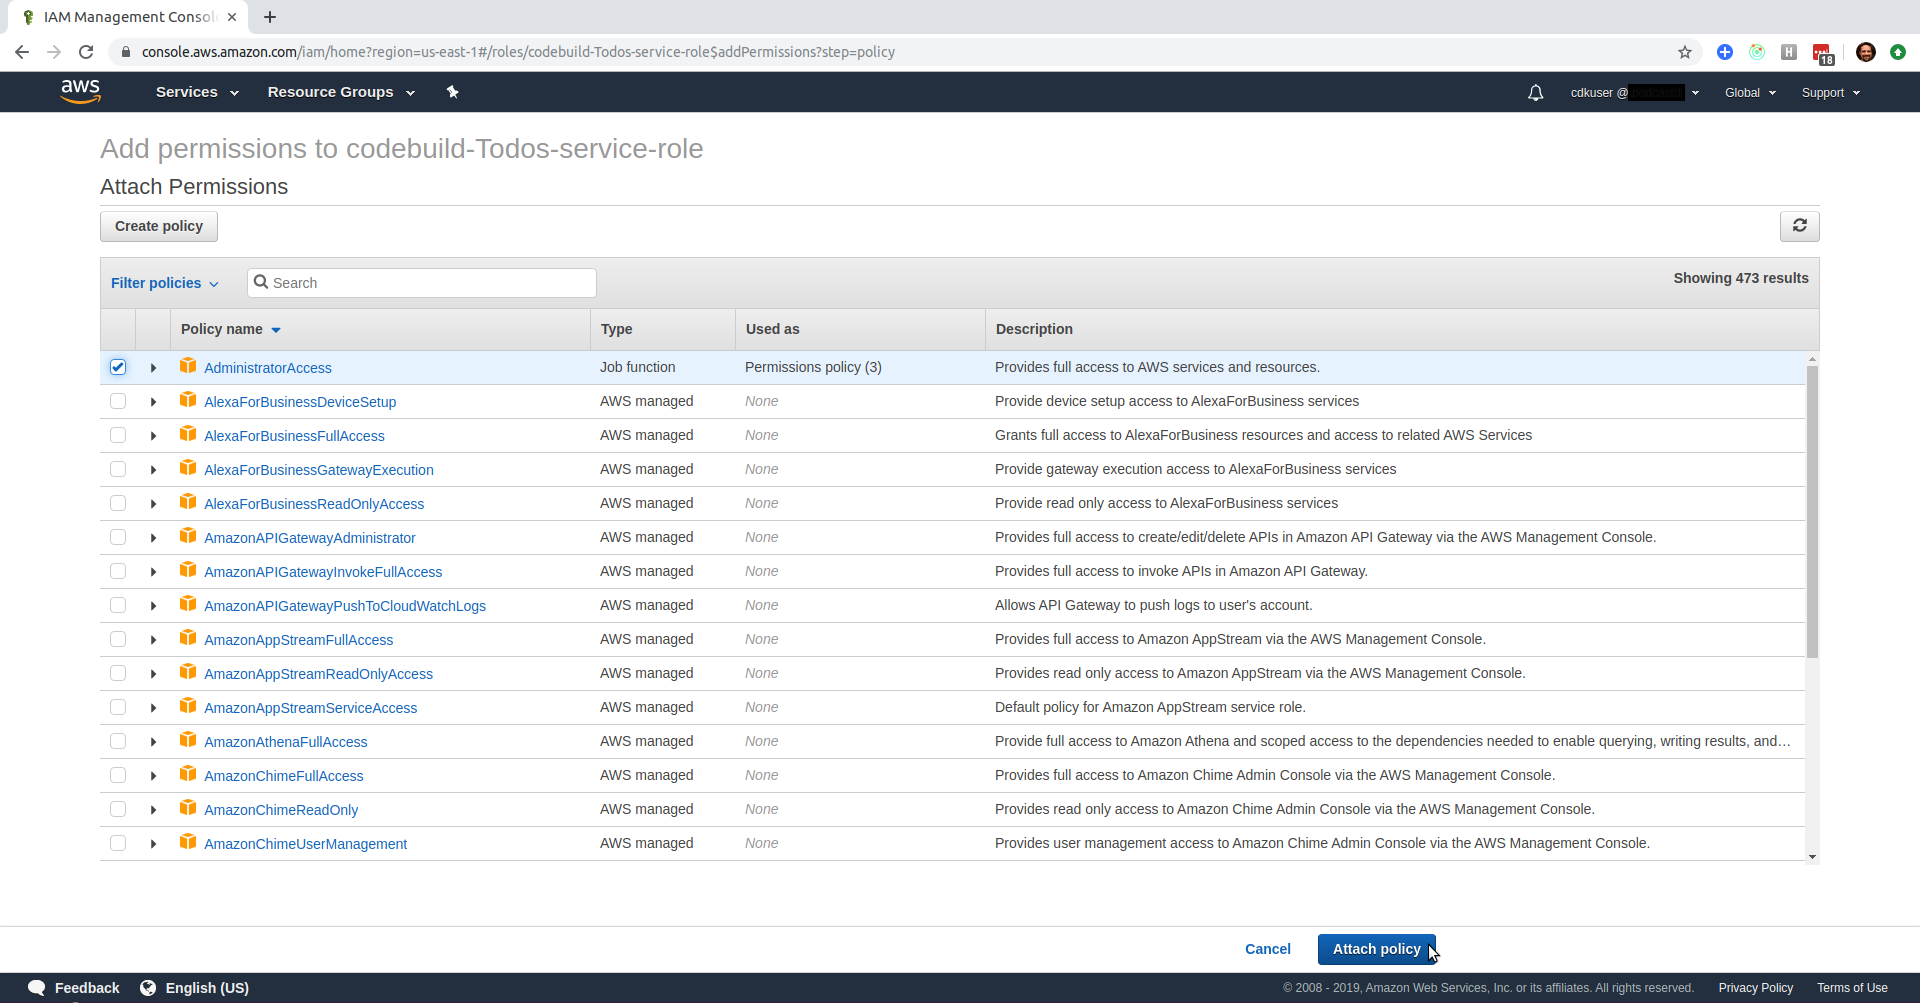 IAM Management Consol
console.aws.amazon.com/iam/home?region=us-east-1#/roles/codebuild-Todos-service-role$addPermissions?step=policy
H
18
aws
Services
Resource Groups
cdkuser @
Global
Support
Add permissions to codebuild-Todos-service-role
Attach Permissions
Create policy
Filter policies
Search
Showing 473 results
Policy name Type Used as Description
AdministratorAccess Job function Permissions policy (3) Provides full access to AWS services and resources.
AlexaForBusinessDeviceSetup AWS managed None Provide device setup access to AlexaForBusiness services
AlexaForBusinessFullAccess AWS managed None Grants full access to AlexaForBusiness resources and access to related AWS Services
AlexaForBusinessGatewayExecution AWS managed None Provide gateway execution access to AlexaForBusiness services
AlexaForBusinessReadOnlyAccess AWS managed None Provide read only access to AlexaForBusiness services
AmazonAPIGatewayAdministrator AWS managed None Provides full access to create/edit/delete APIs in Amazon API Gateway via the AWS Management Console.
AmazonAPIGatewayInvokeFullAccess AWS managed None Provides full access to invoke APIs in Amazon API Gateway.
AmazonAPIGatewayPushToCloudWatchLogs AWS managed None Allows API Gateway to push logs to user's account.
AmazonAppStreamFullAccess AWS managed None Provides full access to Amazon AppStream via the AWS Management Console.
AmazonAppStreamReadOnlyAccess AWS managed None Provides read only access to Amazon AppStream via the AWS Management Console.
AmazonAppStreamServiceAccess AWS managed None Default policy for Amazon AppStream service role.
AmazonAthenaFullAccess AWS managed None Provide full access to Amazon Athena and scoped access to the dependencies needed to enable querying, writing results, and…
AmazonChimeFullAccess AWS managed None Provides full access to Amazon Chime Admin Console via the AWS Management Console.
AmazonChimeReadOnly AWS managed None Provides read only access to Amazon Chime Admin Console via the AWS Management Console.
AmazonChimeUserManagement AWS managed None Provides user management access to Amazon Chime Admin Console via the AWS Management Console.
Cancel
Attach policy
Feedback
English (US)
© 2008 - 2019, Amazon Web Services, Inc. or its affiliates. All rights reserved.
Privacy Policy
Terms of Use